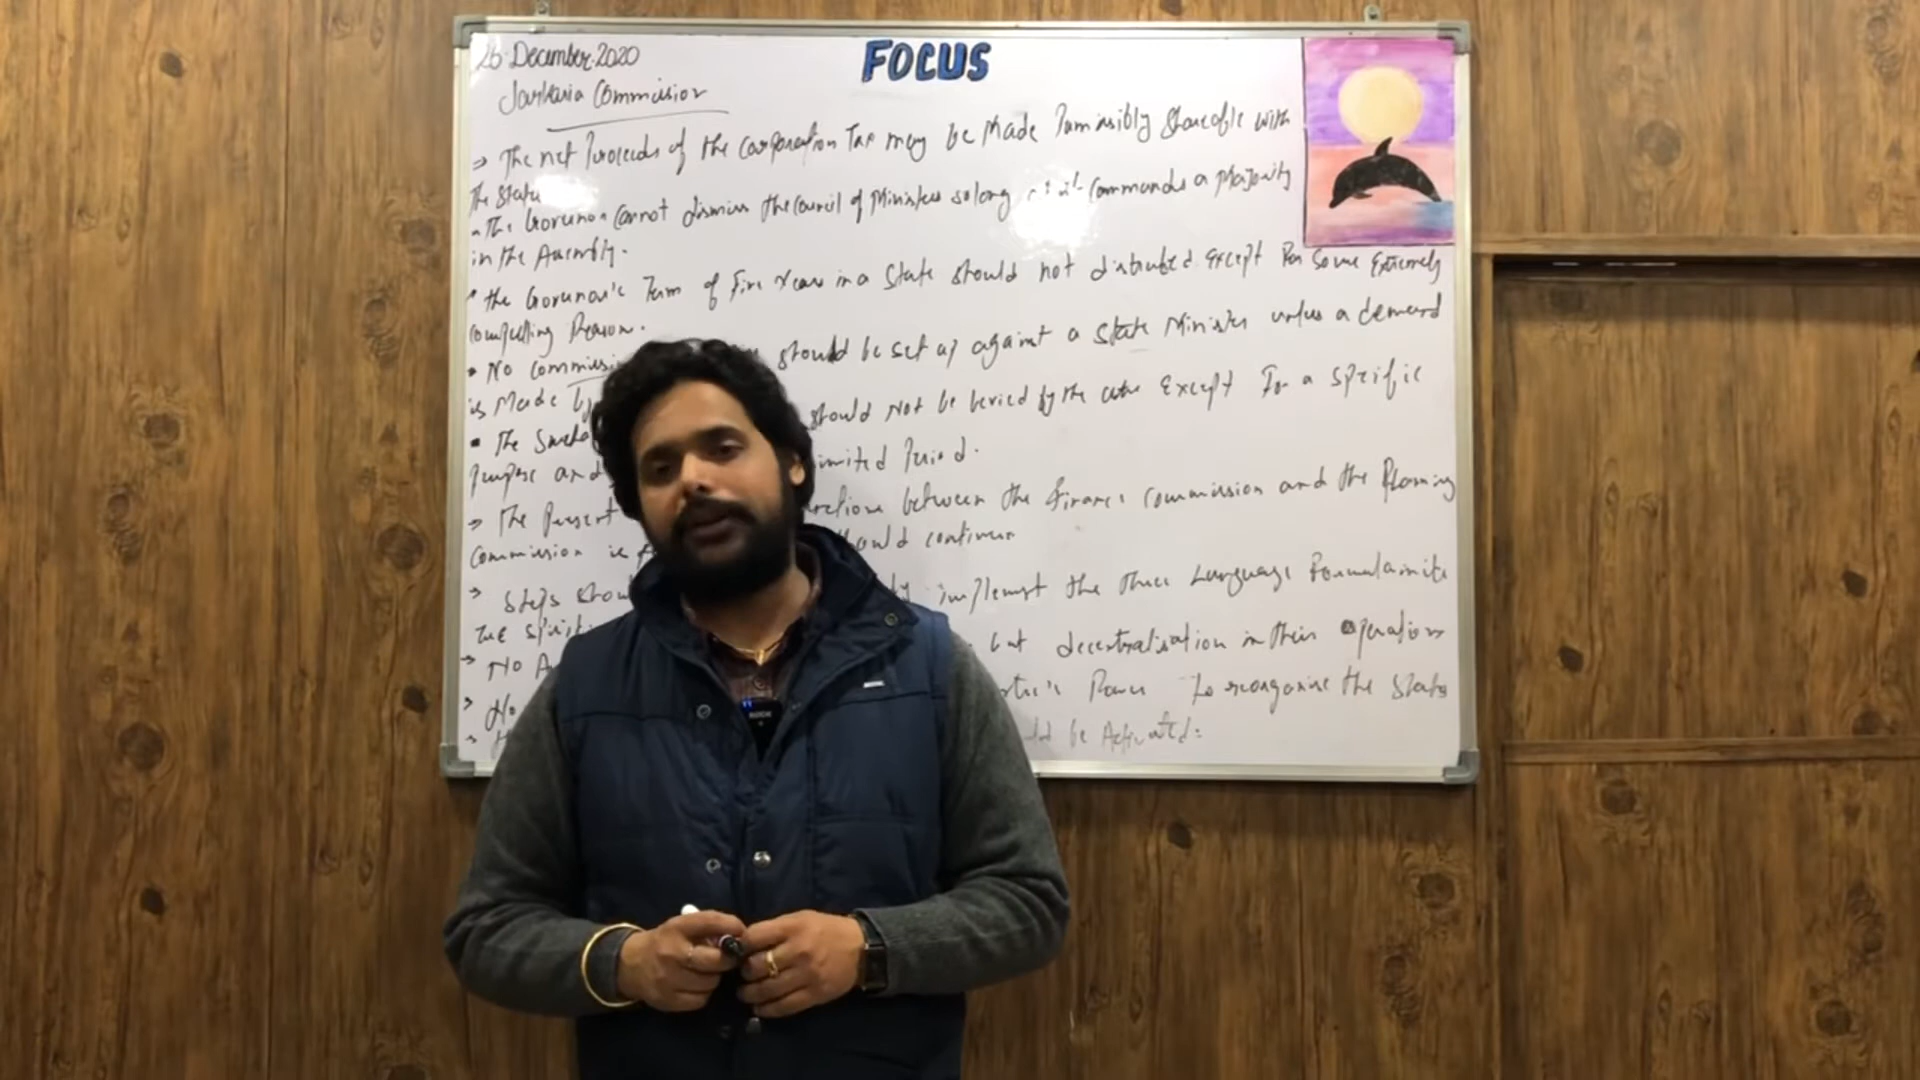 26 December 2020
FOCUS
Sarkaria Commission
⇒ The net Proceeds of the Corporation Tax may be Made Permissibly Shareable with
The State
The Governor Cannot dismiss the Council of Ministers so long as it Commands a Majority
in the Assembly.
• the Governor's Term of Five Years in a State should not disturbed Except For Some Extremely
Compelling Reason.
• No Commission should be set up against a State Minister unless a demand
is Made by
• The should Not be levied by the Except For a Specific
Purpose and limited Period.
→ The Present between the Finance Commission and the Planning
Commission is should continue
→ Steps should implement the Three Language Formula in its
true spirit
→ No but decentralisation in their operations
→ No Power to reorganise the States
be Activated: